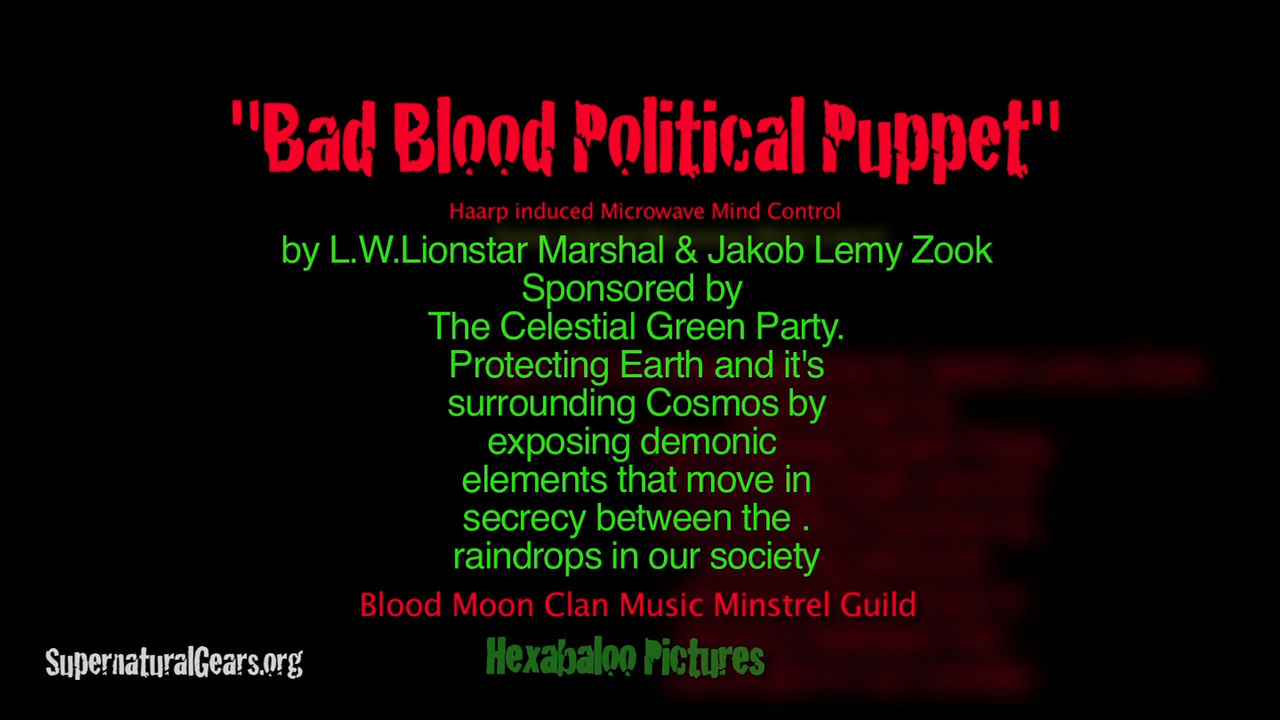 "Bad Blood Political Puppet"
Haarp induced Microwave Mind Control
by L.W.Lionstar Marshal & Jakob Lemy Zook
Sponsored by
The Celestial Green Party.
Protecting Earth and it's
surrounding Cosmos by
exposing demonic
elements that move in
secrecy between the .
raindrops in our society
Blood Moon Clan Music Minstrel Guild
Hexabaloo Pictures
SupernaturalGears.org